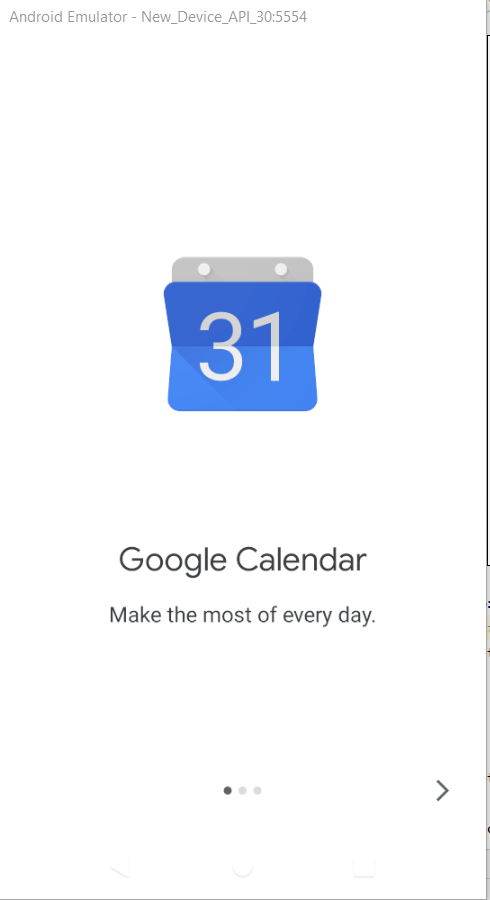 Android Emulator - New_Device_API_30:5554
31
Google Calendar
Make the most of every day.